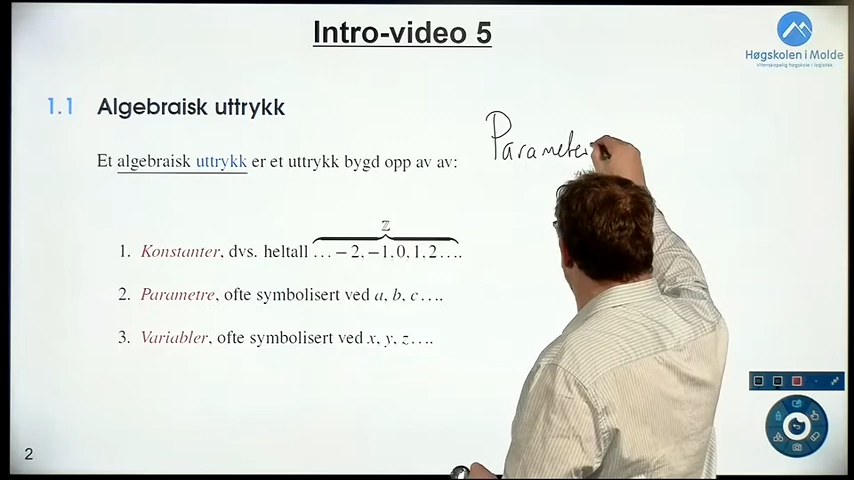 Intro-video 5
Høgskolen i Molde
Vitenskapelig høgskole i logistikk
1.1 Algebraisk uttrykk
Parameter
Et algebraisk uttrykk er et uttrykk bygd opp av av:
ℤ
1. Konstanter, dvs. heltall …−2,−1,0,1,2….
2. Parametre, ofte symbolisert ved a, b, c….
3. Variabler, ofte symbolisert ved x, y, z….
2